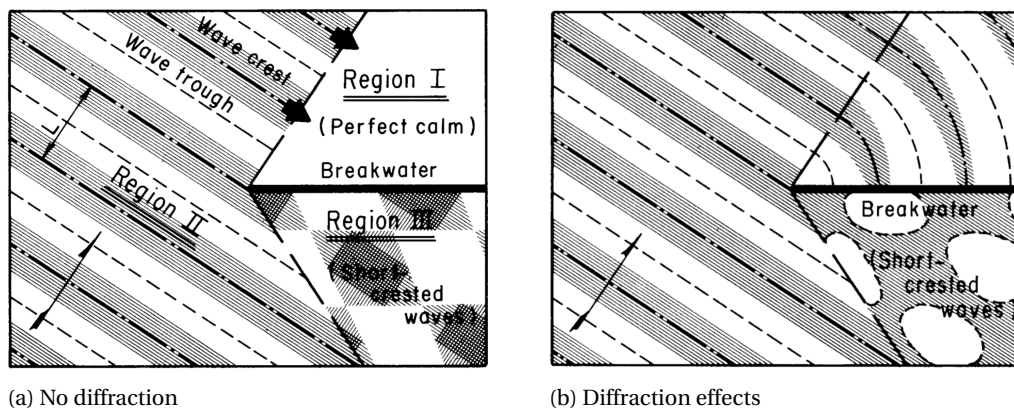 Wave crest
Wave trough
L
Region I
(Perfect calm)
Breakwater
Region II
Region III
(Short-
crested
waves)
Breakwater
(Short-
crested
waves)
(a) No diffraction
(b) Diffraction effects